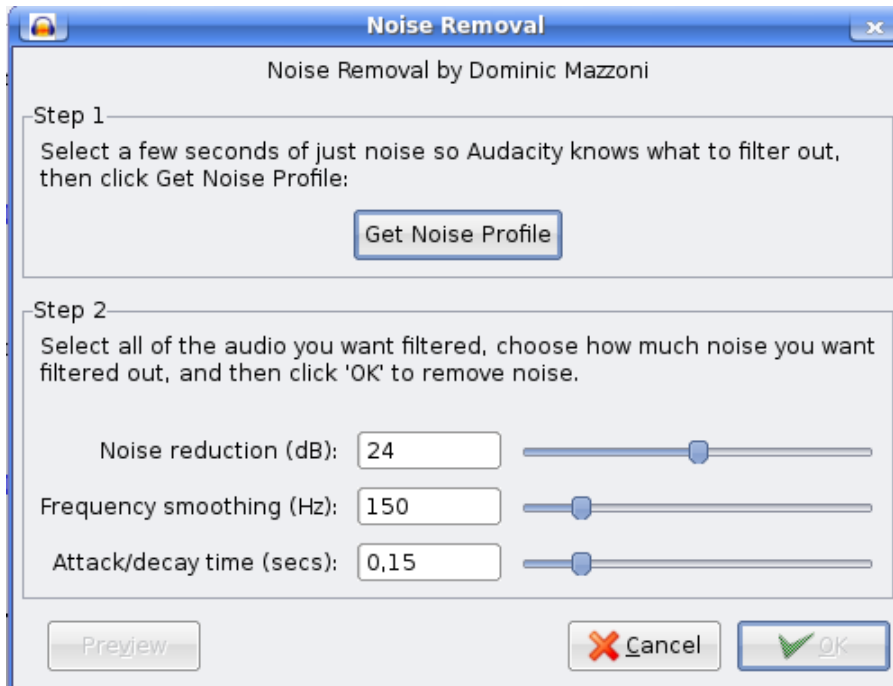 Noise Removal
Noise Removal by Dominic Mazzoni
Step 1
Select a few seconds of just noise so Audacity knows what to filter out,
then click Get Noise Profile:
Get Noise Profile
Step 2
Select all of the audio you want filtered, choose how much noise you want
filtered out, and then click 'OK' to remove noise.
Noise reduction (dB): 24
Frequency smoothing (Hz): 150
Attack/decay time (secs): 0,15
Preview Cancel OK